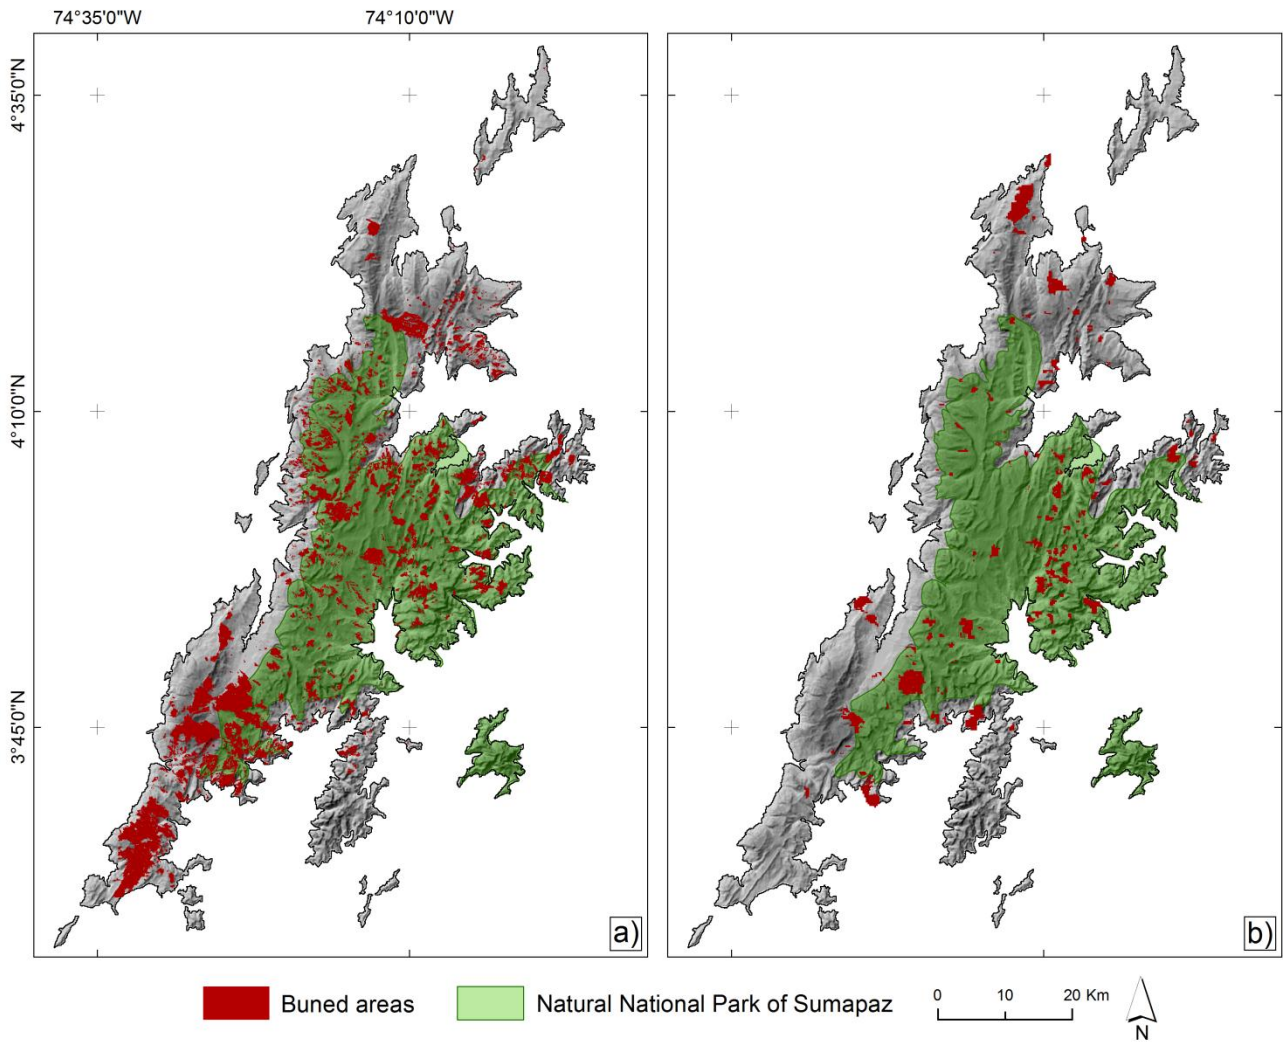 74°35'0"W 74°10'0"W
4°35'0"N
4°10'0"N
3°45'0"N
a) b)
Buned areas Natural National Park of Sumapaz 0 10 20 Km
N